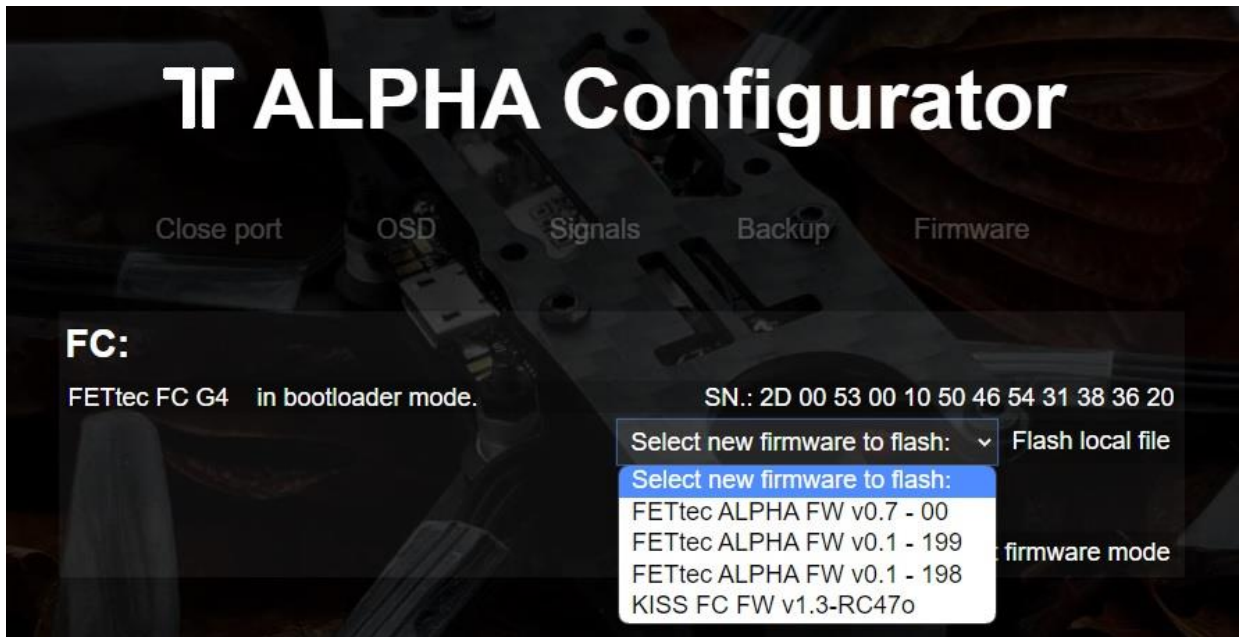 ALPHA Configurator
Close port OSD Signals Backup Firmware
FC:
FETtec FC G4 in bootloader mode. SN.: 2D 00 53 00 10 50 46 54 31 38 36 20
Select new firmware to flash: Flash local file
Select new firmware to flash:
FETtec ALPHA FW v0.7 - 00
FETtec ALPHA FW v0.1 - 199
firmware mode
FETtec ALPHA FW v0.1 - 198
KISS FC FW v1.3-RC47o